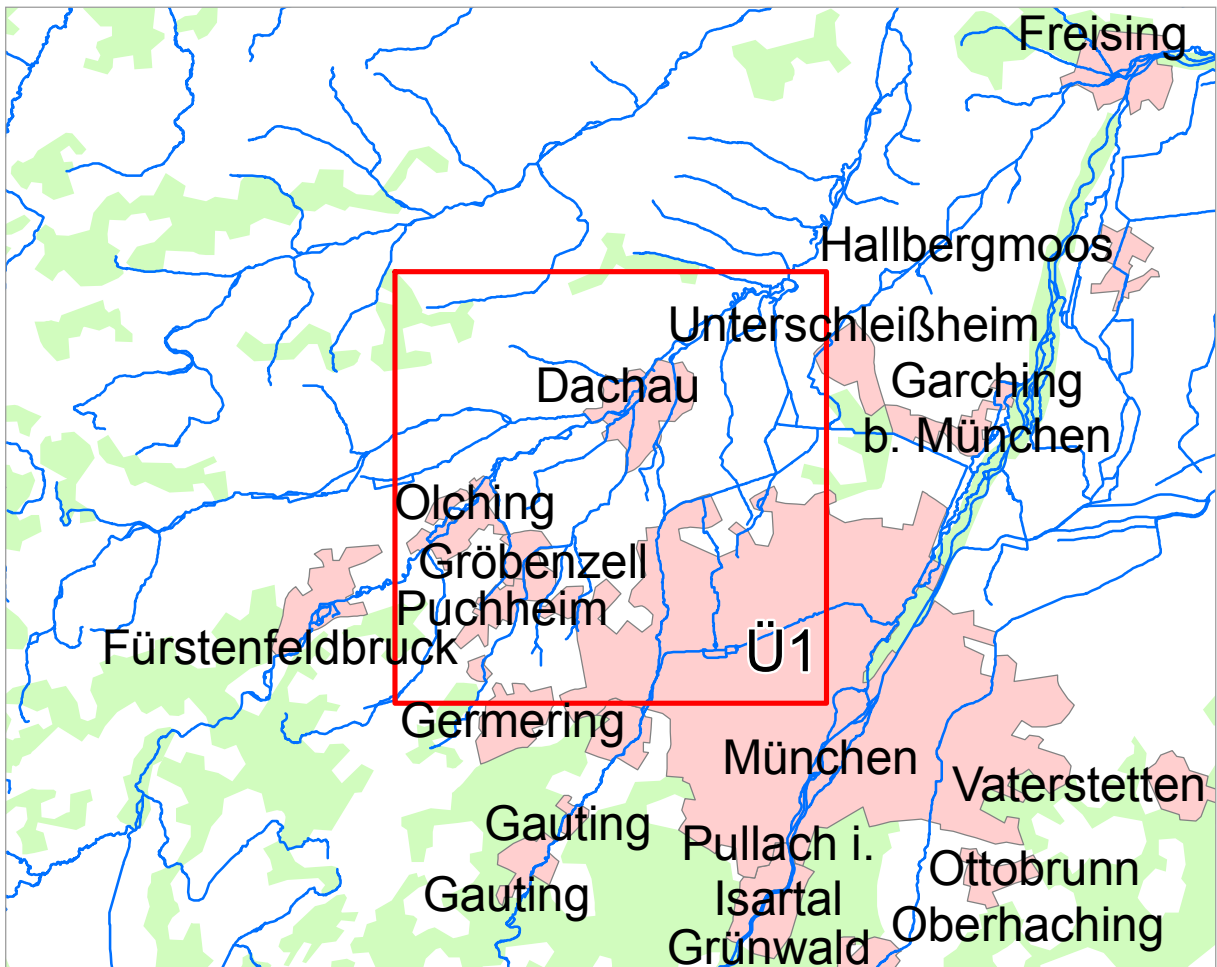 Freising
Hallbergmoos
Unterschleißheim
Dachau
Garching
b. München
Olching
Gröbenzell
Puchheim
Fürstenfeldbruck
Ü1
Germering
München
Vaterstetten
Gauting
Pullach i.
Isartal
Ottobrunn
Gauting
Oberhaching
Grünwald